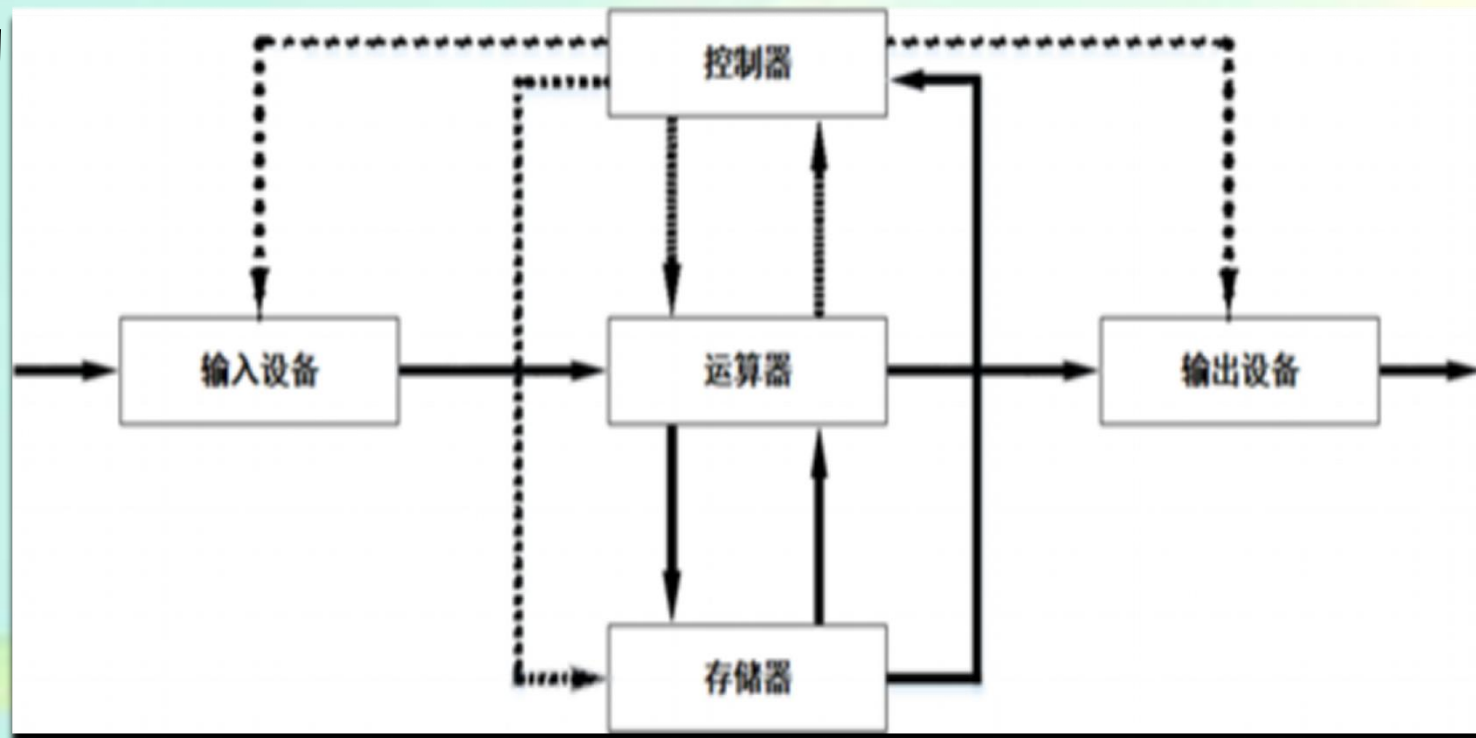 控制器
输入设备
运算器
输出设备
存储器